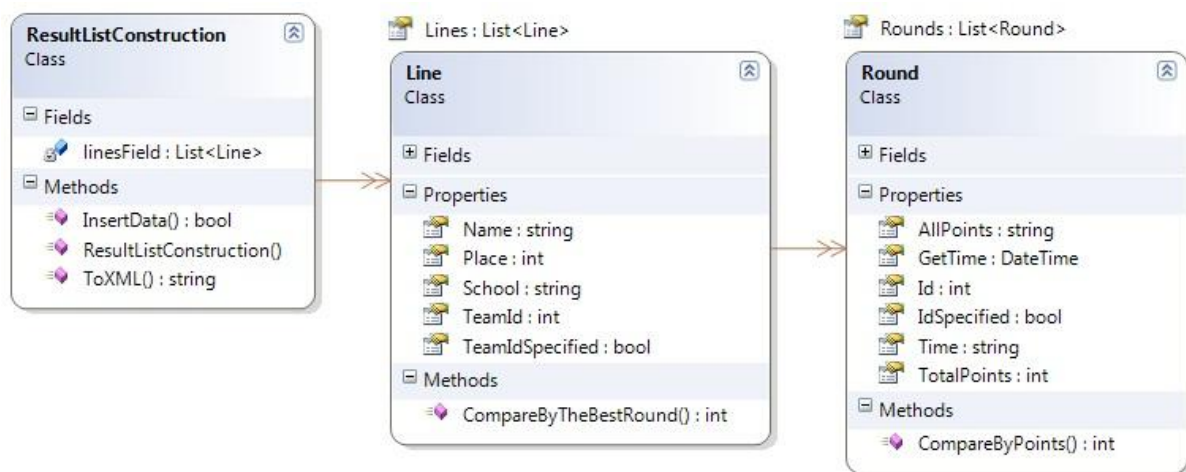 ResultListConstruction
Class
Fields
linesField : List<Line>
Methods
InsertData() : bool
ResultListConstruction()
ToXML() : string
Lines : List<Line>
Line
Class
Fields
Properties
Name : string
Place : int
School : string
TeamId : int
TeamIdSpecified : bool
Methods
CompareByTheBestRound() : int
Rounds : List<Round>
Round
Class
Fields
Properties
AllPoints : string
GetTime : DateTime
Id : int
IdSpecified : bool
Time : string
TotalPoints : int
Methods
CompareByPoints() : int